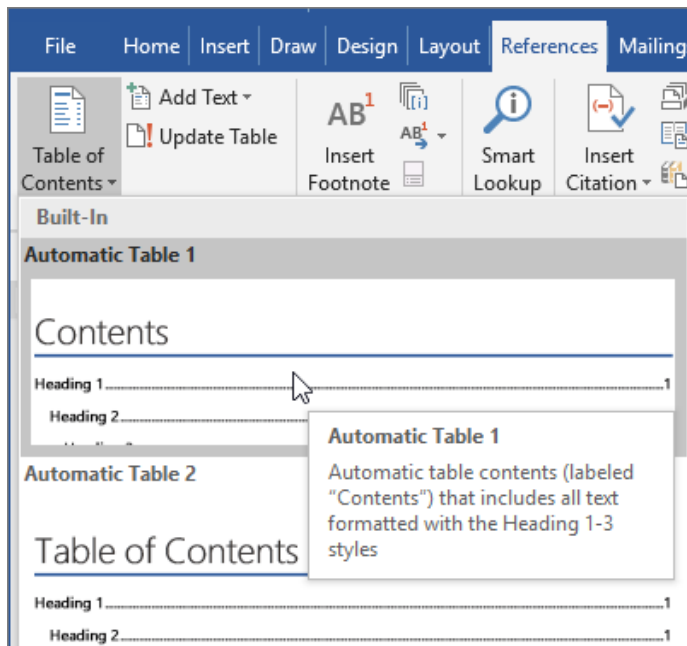 File Home Insert Draw Design Layout References Mailing
Add Text
Update Table
Table of
Contents
AB1
Insert
Footnote
[i]
AB1
Smart
Lookup
(-)
Insert
Citation
Built-In
Automatic Table 1
Contents
Heading 1 1
Heading 2
Automatic Table 1
Automatic table contents (labeled
“Contents”) that includes all text
formatted with the Heading 1-3
styles
Automatic Table 2
Table of Contents
Heading 1 1
Heading 2 1